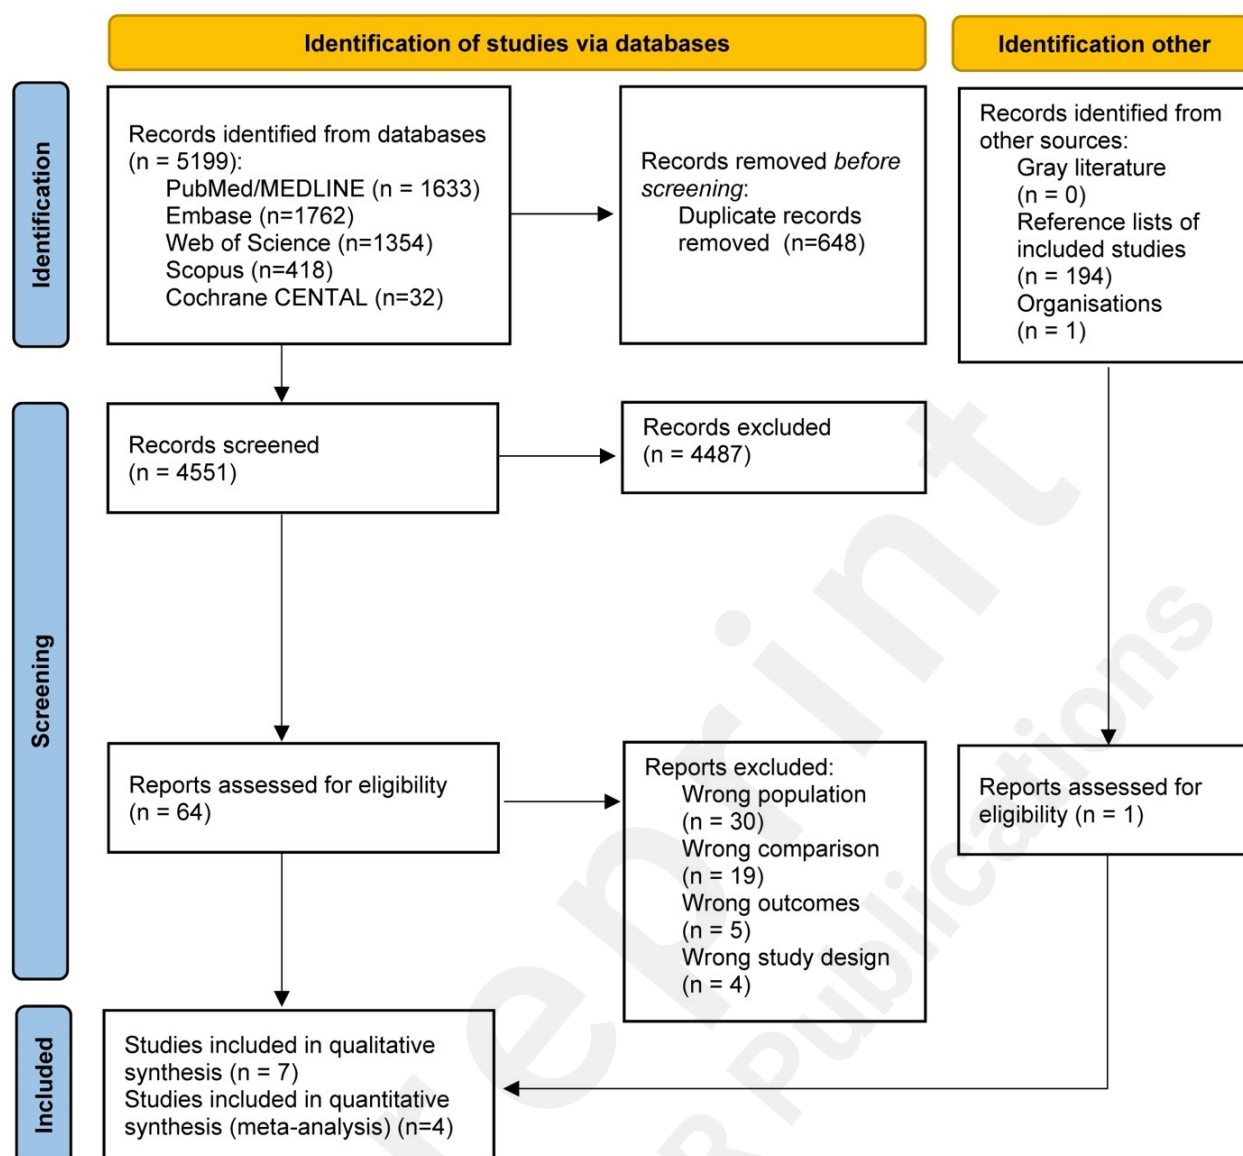 Identification of studies via databases
Identification other
Identification
Records identified from databases
(n = 5199):
PubMed/MEDLINE (n = 1633)
Embase (n=1762)
Web of Science (n=1354)
Scopus (n=418)
Cochrane CENTAL (n=32)
Records removed before
screening:
Duplicate records
removed (n=648)
Records identified from
other sources:
Gray literature
(n = 0)
Reference lists of
included studies
(n = 194)
Organisations
(n = 1)
Screening
Records screened
(n = 4551)
Records excluded
(n = 4487)
Reports assessed for eligibility
(n = 64)
Reports excluded:
Wrong population
(n = 30)
Wrong comparison
(n = 19)
Wrong outcomes
(n = 5)
Wrong study design
(n = 4)
Reports assessed for
eligibility (n = 1)
Included
Studies included in qualitative
synthesis (n = 7)
Studies included in quantitative
synthesis (meta-analysis) (n=4)
reprint
R Publications